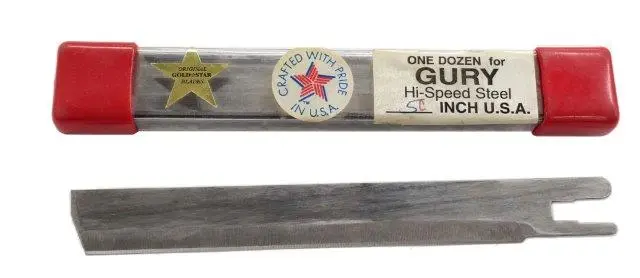 ORIGINAL
GOLD STAR
BLADES
CRAFTED WITH PRIDE
IN U.S.A.
ONE DOZEN for
GURY
Hi-Speed Steel
INCH U.S.A.